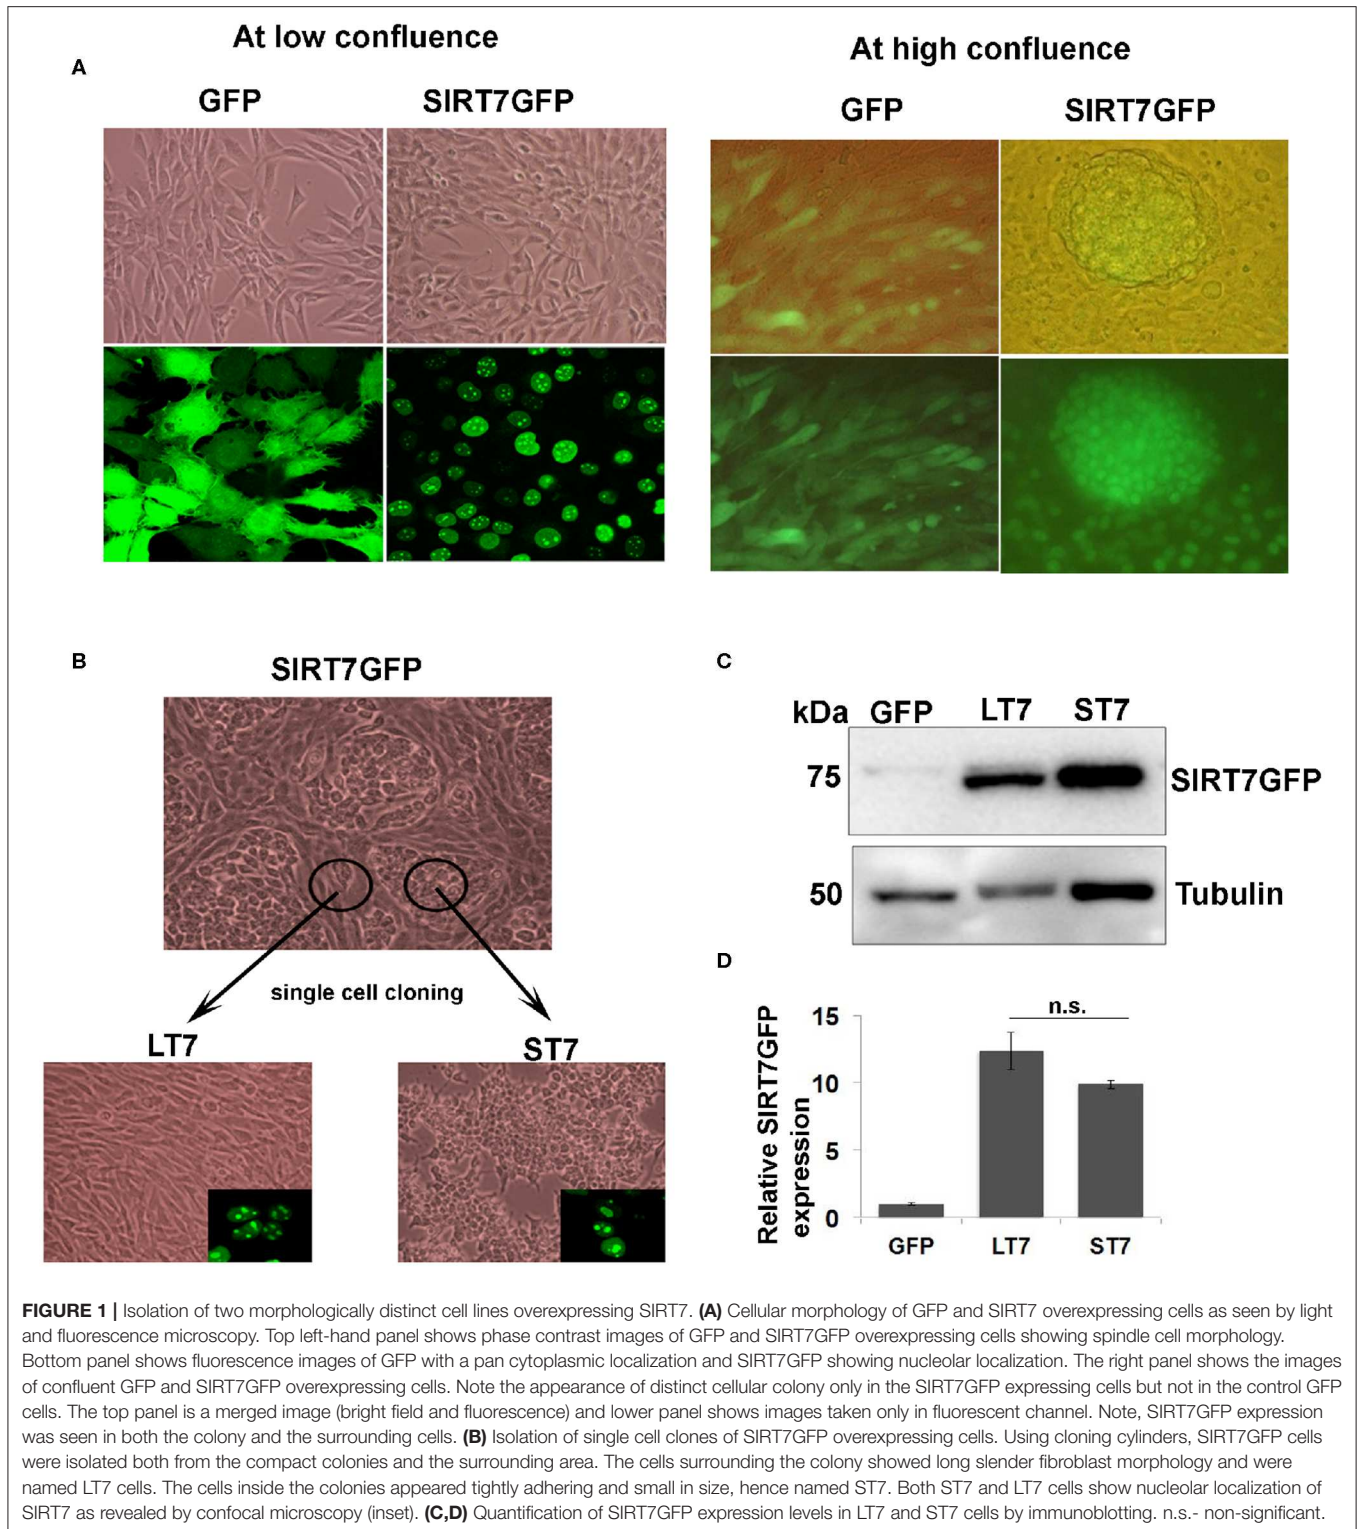 At low confluence
At high confluence
A
GFP
SIRT7GFP
GFP
SIRT7GFP
B
SIRT7GFP
single cell cloning
LT7
ST7
C
kDa GFP LT7 ST7
75
SIRT7GFP
50
Tubulin
D
n.s.
Relative SIRT7GFP
expression
15
10
5
0
GFP
LT7
ST7
FIGURE 1 | Isolation of two morphologically distinct cell lines overexpressing SIRT7. (A) Cellular morphology of GFP and SIRT7 overexpressing cells as seen by light
and fluorescence microscopy. Top left-hand panel shows phase contrast images of GFP and SIRT7GFP overexpressing cells showing spindle cell morphology.
Bottom panel shows fluorescence images of GFP with a pan cytoplasmic localization and SIRT7GFP showing nucleolar localization. The right panel shows the images
of confluent GFP and SIRT7GFP overexpressing cells. Note the appearance of distinct cellular colony only in the SIRT7GFP expressing cells but not in the control GFP
cells. The top panel is a merged image (bright field and fluorescence) and lower panel shows images taken only in fluorescent channel. Note, SIRT7GFP expression
was seen in both the colony and the surrounding cells. (B) Isolation of single cell clones of SIRT7GFP overexpressing cells. Using cloning cylinders, SIRT7GFP cells
were isolated both from the compact colonies and the surrounding area. The cells surrounding the colony showed long slender fibroblast morphology and were
named LT7 cells. The cells inside the colonies appeared tightly adhering and small in size, hence named ST7. Both ST7 and LT7 cells show nucleolar localization of
SIRT7 as revealed by confocal microscopy (inset). (C,D) Quantification of SIRT7GFP expression levels in LT7 and ST7 cells by immunoblotting. n.s.- non-significant.